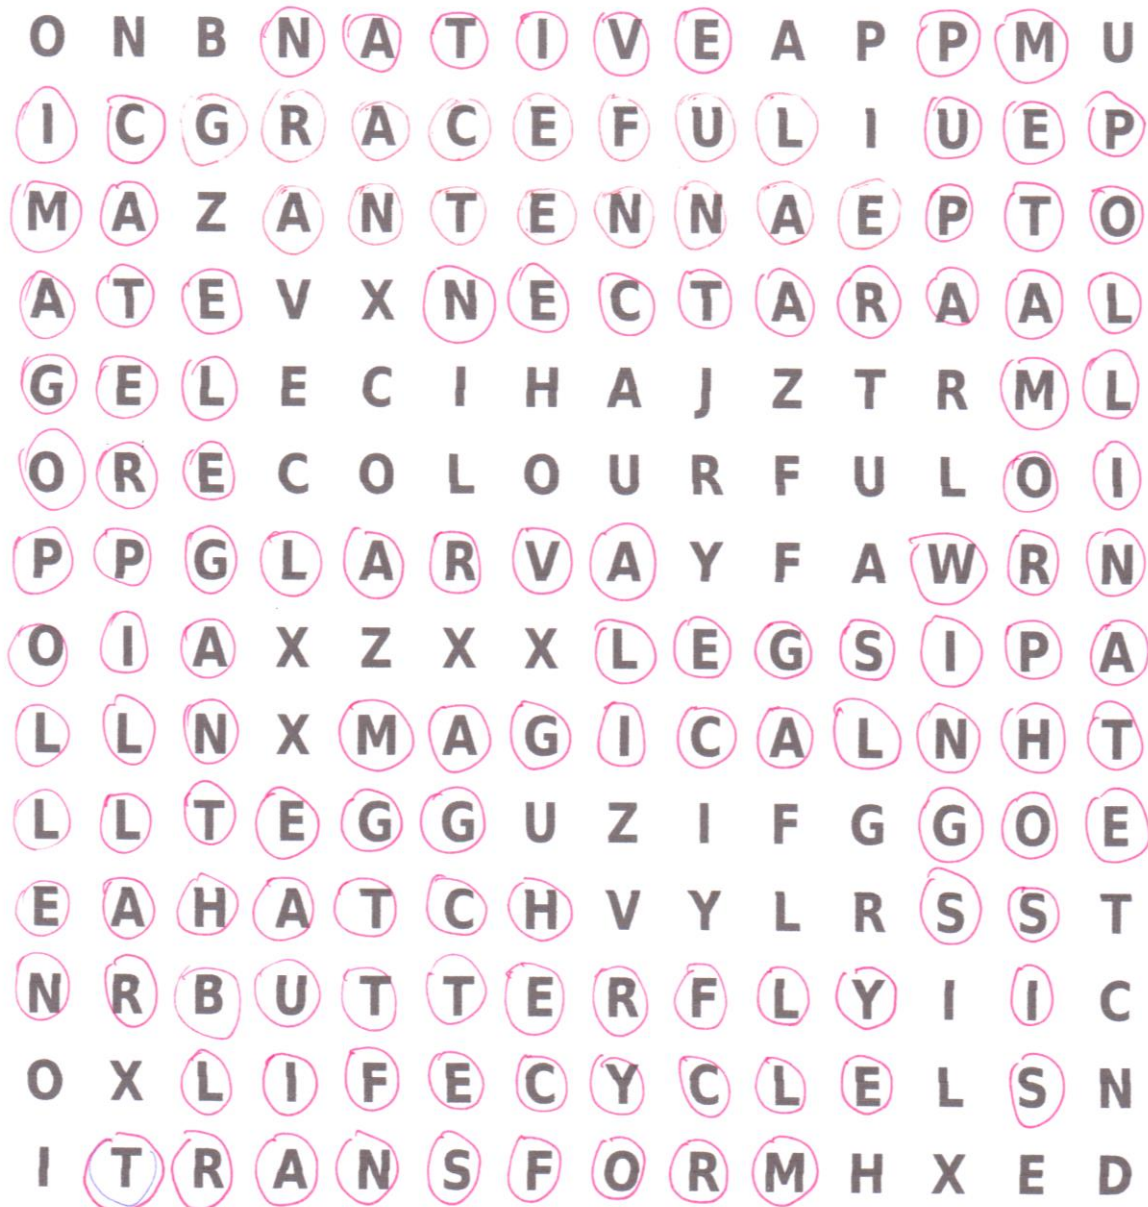 O N B N A T I V E A P P M U
I C G R A C E F U L I U E P
M A Z A N T E N N A E P T O
A T E V X N E C T A R A A L
G E L E C I H A J Z T R M L
O R E C O L O U R F U L O I
P P G L A R V A Y F A W R N
O I A X Z X X L E G S I P A
L L N X M A G I C A L N H T
L L T E G G U Z I F G G O E
E A H A T C H V Y L R S S T
N R B U T T E R F L Y I I C
O X L I F E C Y C L E L S N
I T R A N S F O R M H X E D